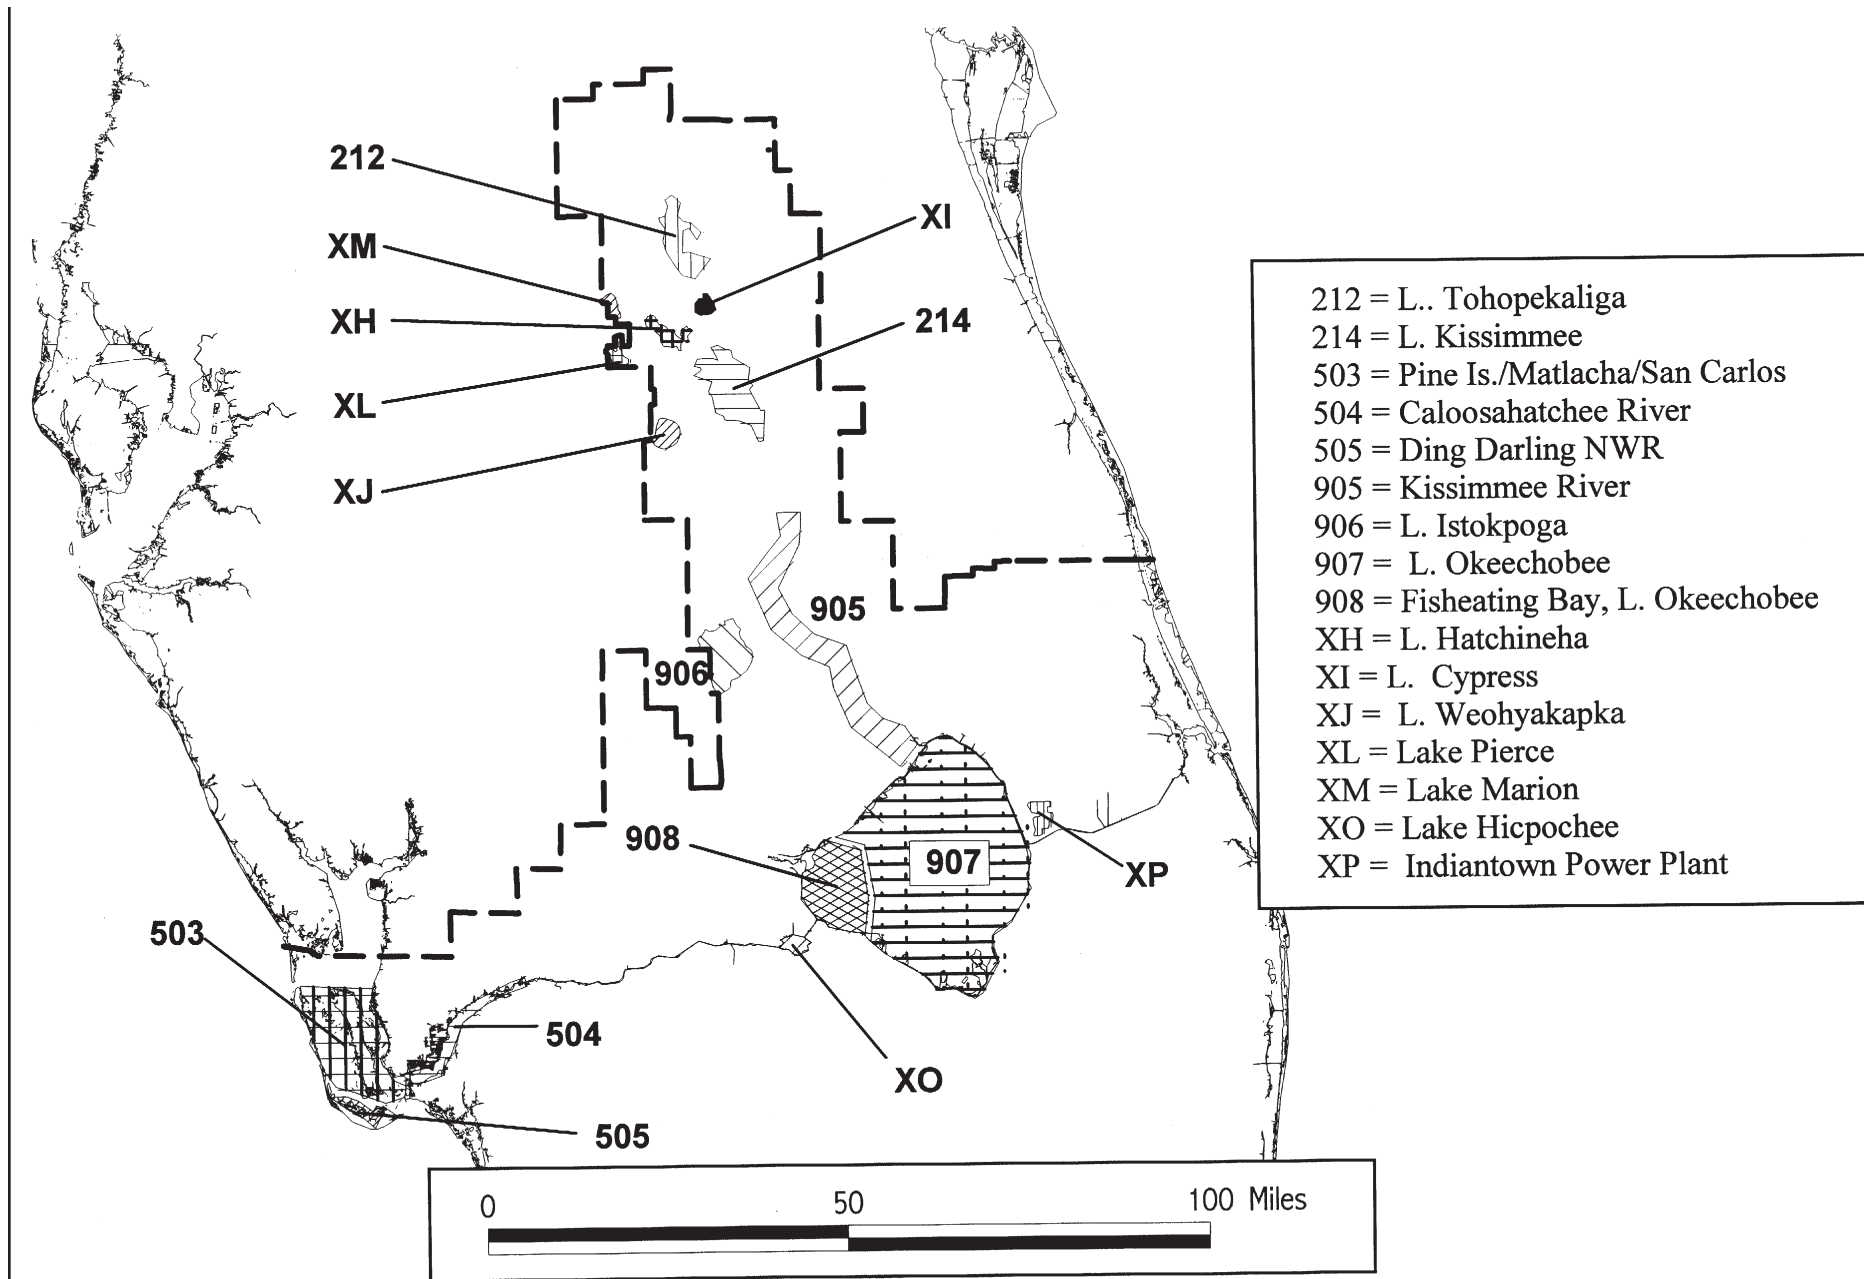 212
XM
XH
XL
XJ
XI
214
905
906
908
907
XP
503
504
505
XO
212 = L.. Tohopekaliga
214 = L. Kissimmee
503 = Pine Is./Matlacha/San Carlos
504 = Caloosahatchee River
505 = Ding Darling NWR
905 = Kissimmee River
906 = L. Istokpoga
907 = L. Okeechobee
908 = Fisheating Bay, L. Okeechobee
XH = L. Hatchineha
XI = L. Cypress
XJ = L. Weohyakapka
XL = Lake Pierce
XM = Lake Marion
XO = Lake Hicpochee
XP = Indiantown Power Plant
0 50 100 Miles